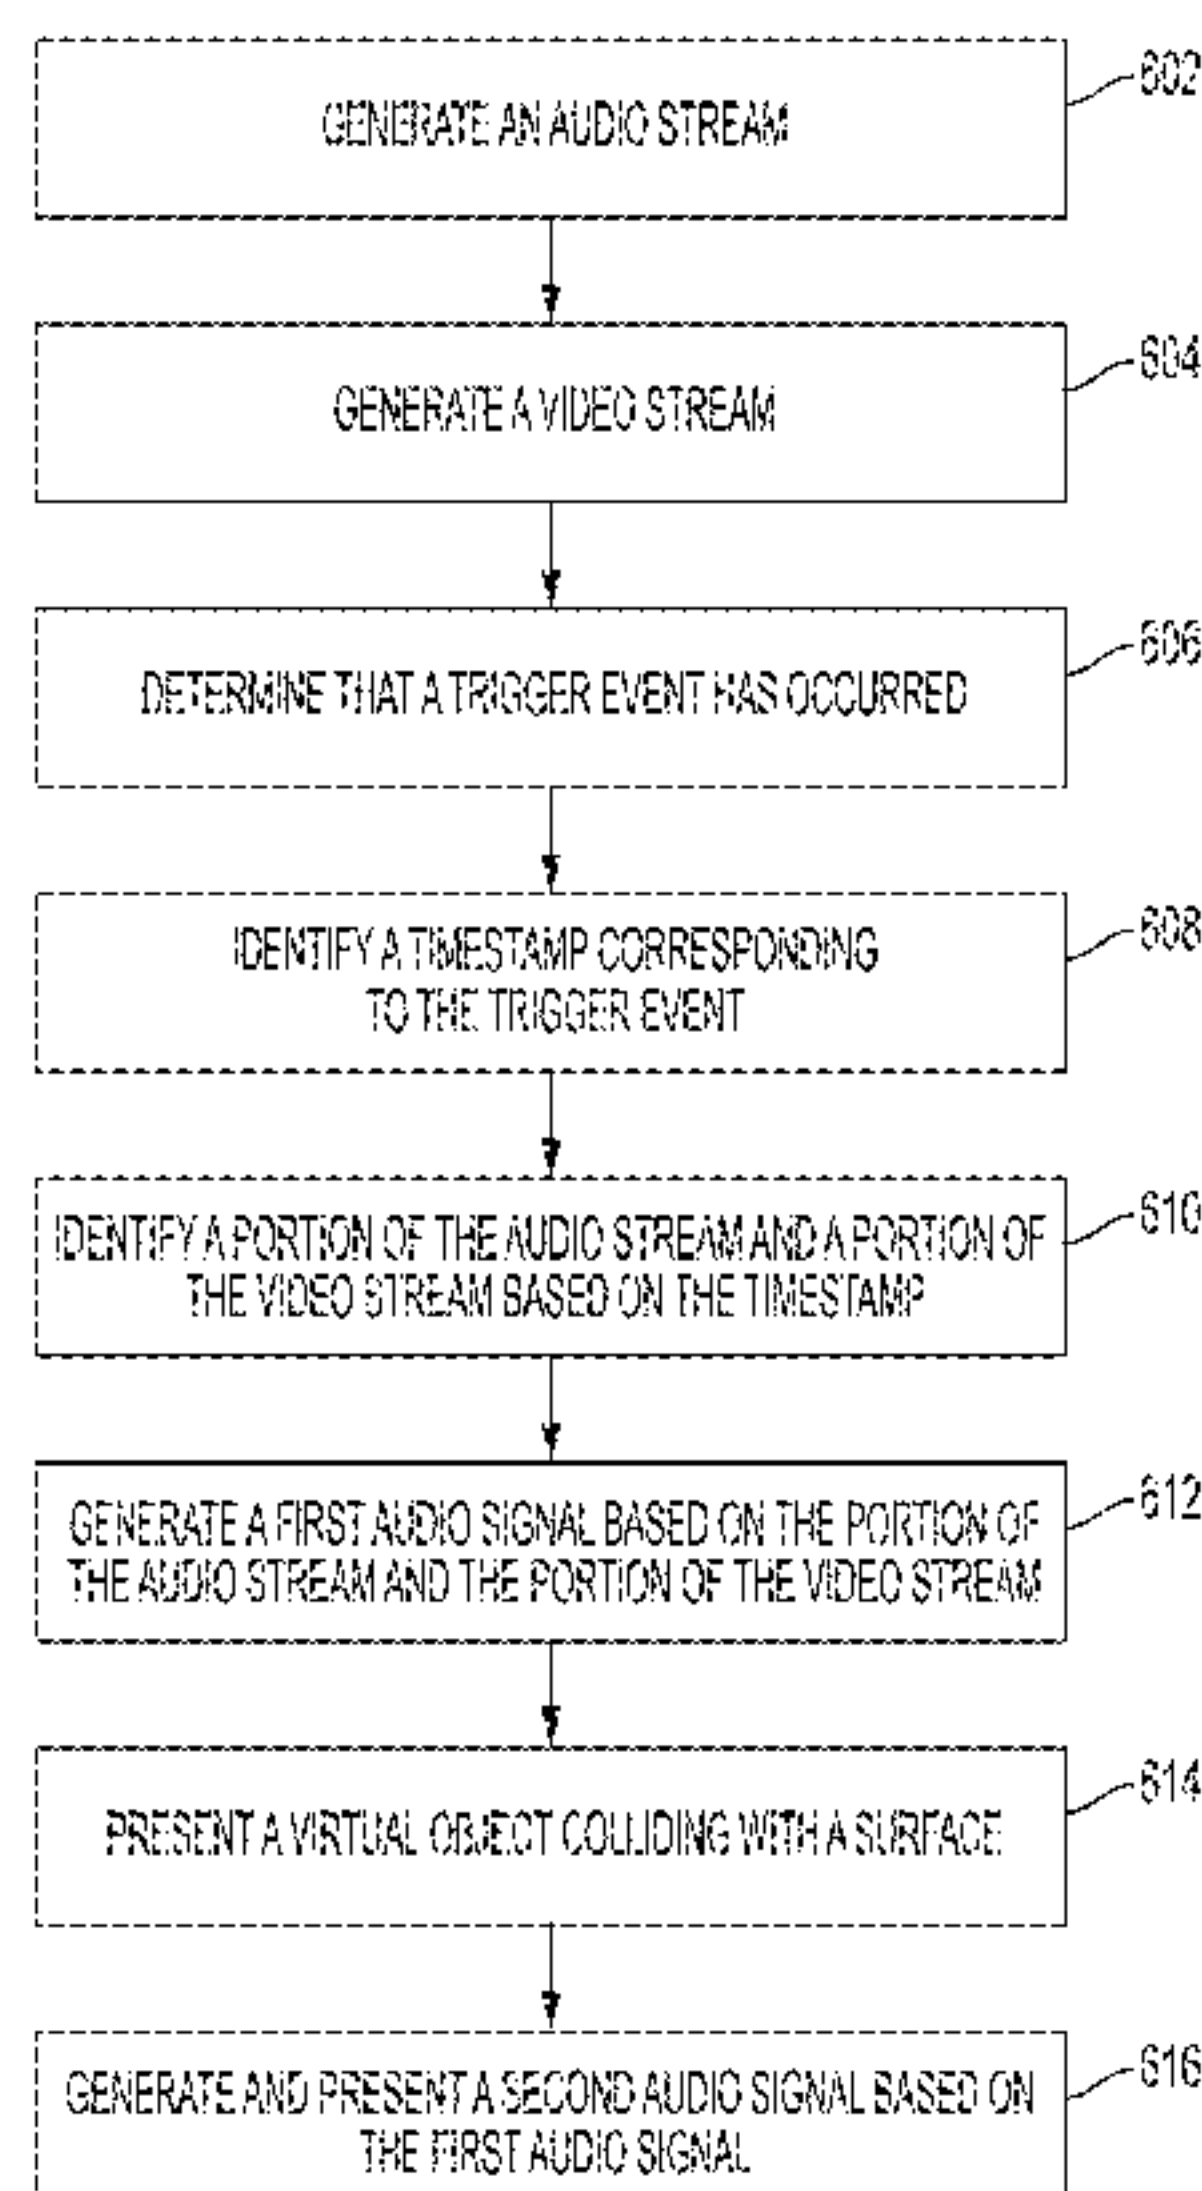 602
GENERATE AN AUDIO STREAM
604
GENERATE A VIDEO STREAM
606
DETERMINE THAT A TRIGGER EVENT HAS OCCURRED
608
IDENTIFY A TIMESTAMP CORRESPONDING
TO THE TRIGGER EVENT
610
IDENTIFY A PORTION OF THE AUDIO STREAM AND A PORTION OF
THE VIDEO STREAM BASED ON THE TIMESTAMP
612
GENERATE A FIRST AUDIO SIGNAL BASED ON THE PORTION OF
THE AUDIO STREAM AND THE PORTION OF THE VIDEO STREAM
614
PRESENT A VIRTUAL OBJECT COLLIDING WITH A SURFACE
616
GENERATE AND PRESENT A SECOND AUDIO SIGNAL BASED ON
THE FIRST AUDIO SIGNAL